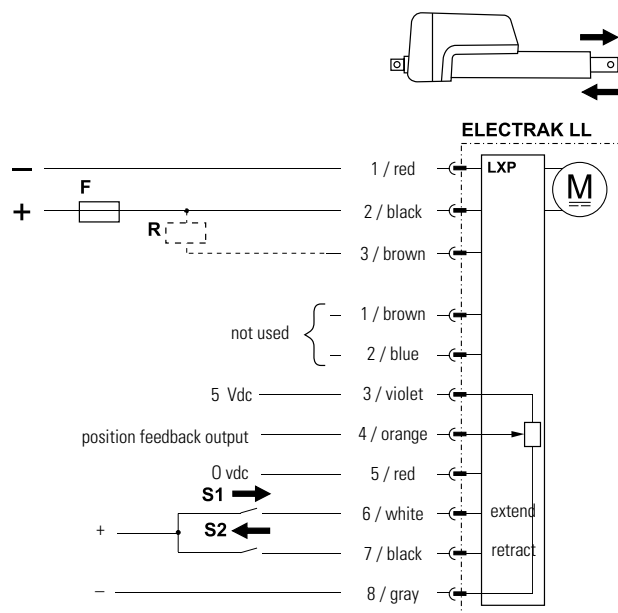 ELECTRAK LL
− 1 / red LXP
F
+ 2 / black M
R
3 / brown
1 / brown
not used
2 / blue
5 Vdc 3 / violet
position feedback output 4 / orange
0 vdc 5 / red
S1
6 / white extend
+ S2
7 / black retract
− 8 / gray